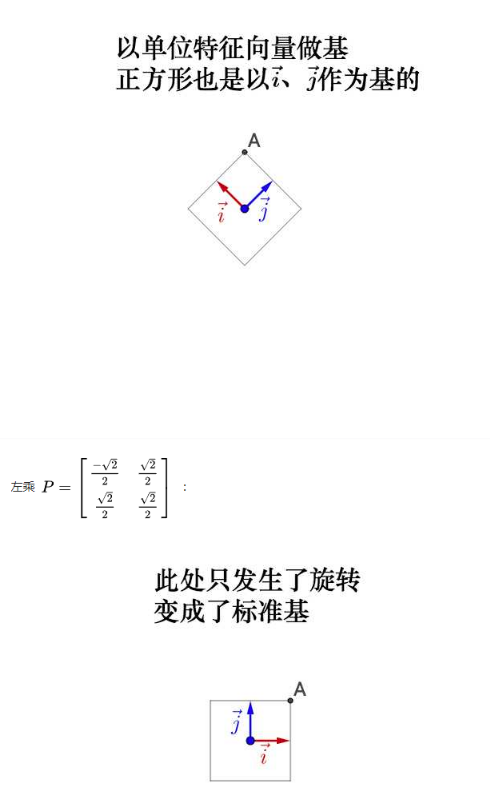 以单位特征向量做基
正方形也是以$\vec{i}$、$\vec{j}$作为基的
A
$\vec{i}$ $\vec{j}$
左乘 $P = \begin{bmatrix} \frac{-\sqrt{2}}{2} & \frac{\sqrt{2}}{2} \\ \frac{\sqrt{2}}{2} & \frac{\sqrt{2}}{2} \end{bmatrix}$ ：
此处只发生了旋转
变成了标准基
A
$\vec{j}$
$\vec{i}$